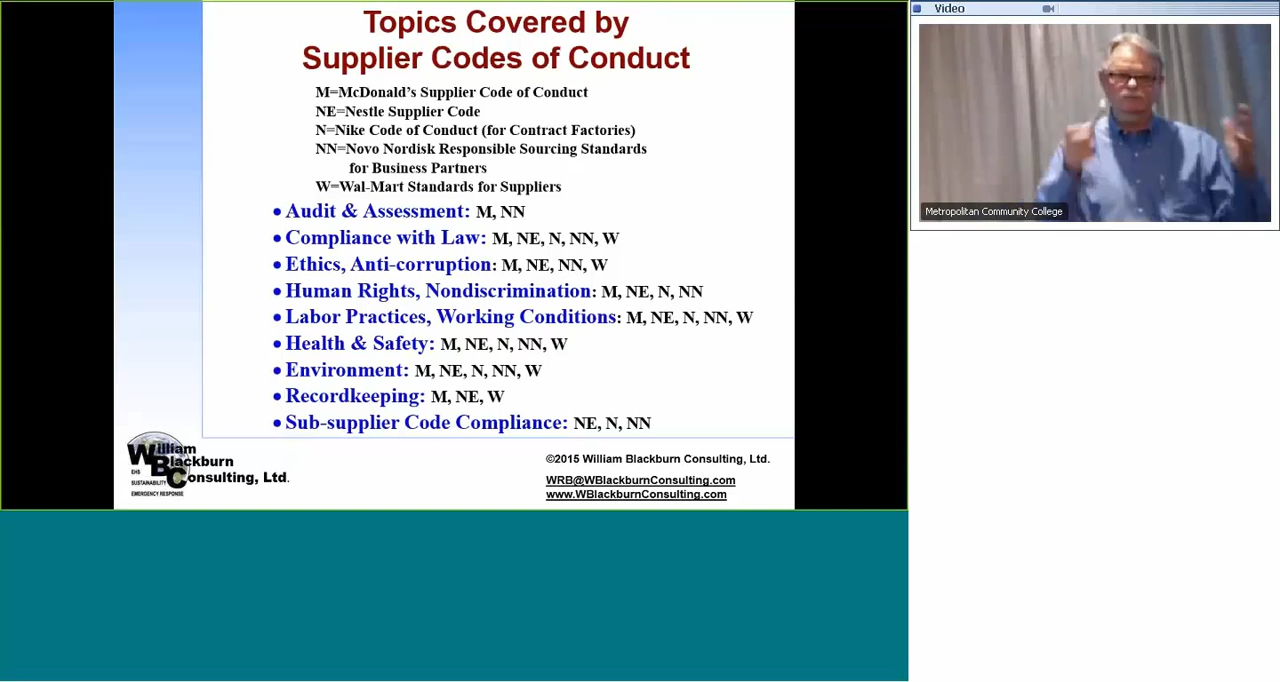 Topics Covered by
Supplier Codes of Conduct
M=McDonald's Supplier Code of Conduct
NE=Nestle Supplier Code
N=Nike Code of Conduct (for Contract Factories)
NN=Novo Nordisk Responsible Sourcing Standards
for Business Partners
W=Wal-Mart Standards for Suppliers
• Audit & Assessment: M, NN
• Compliance with Law: M, NE, N, NN, W
• Ethics, Anti-corruption: M, NE, NN, W
• Human Rights, Nondiscrimination: M, NE, N, NN
• Labor Practices, Working Conditions: M, NE, N, NN, W
• Health & Safety: M, NE, N, NN, W
• Environment: M, NE, N, NN, W
• Recordkeeping: M, NE, W
• Sub-supplier Code Compliance: NE, N, NN
William
Blackburn
Consulting, Ltd.
EHS
SUSTAINABILITY
EMERGENCY RESPONSE
©2015 William Blackburn Consulting, Ltd.
WRB@WBlackburnConsulting.com
www.WBlackburnConsulting.com
Video
Metropolitan Community College